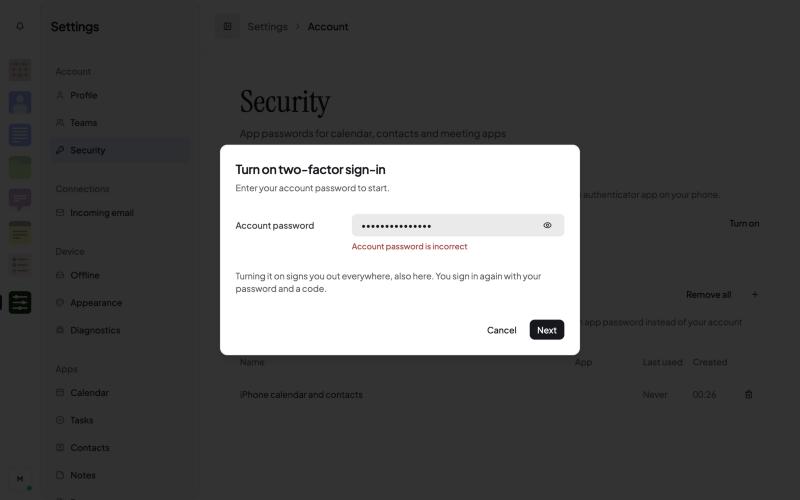 Settings
Settings > Account
Account
Profile
Teams
Security
Connections
Incoming email
Device
Offline
Appearance
Diagnostics
Apps
Calendar
Tasks
Contacts
Notes
M
Security
App passwords for calendar, contacts and meeting apps
authenticator app on your phone.
Turn on
Turn on two-factor sign-in
Enter your account password to start.
Account password
Account password is incorrect
Turning it on signs you out everywhere, also here. You sign in again with your
password and a code.
Cancel
Next
Remove all
app password instead of your account
Name
App
Last used
Created
iPhone calendar and contacts
Never
00:26